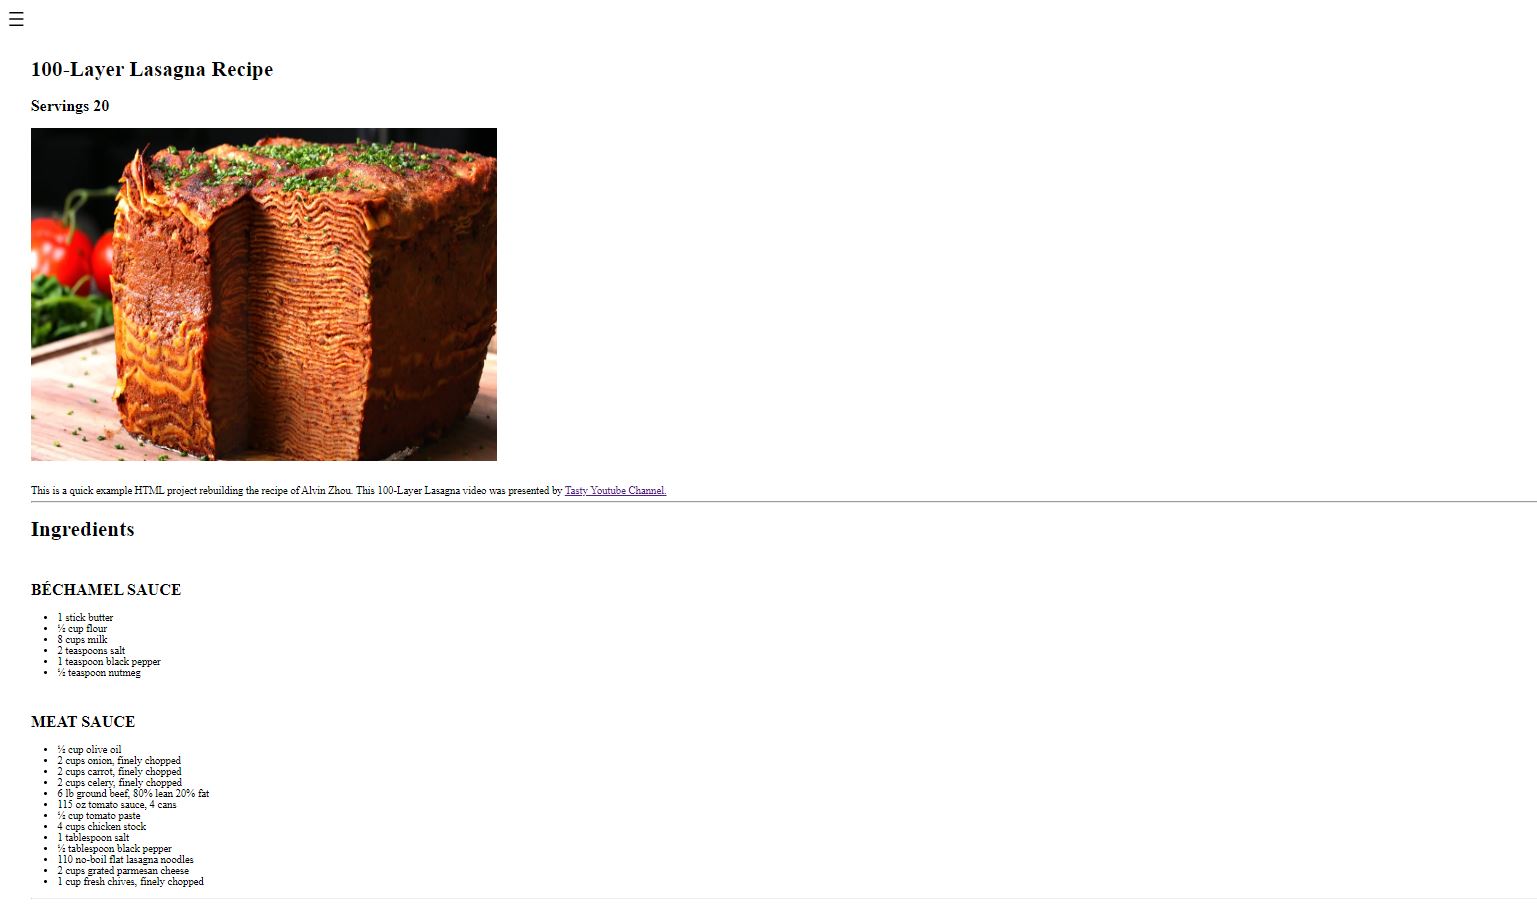 ☰
100-Layer Lasagna Recipe
Servings 20
This is a quick example HTML project rebuilding the recipe of Alvin Zhou. This 100-Layer Lasagna video was presented by Tasty Youtube Channel.
Ingredients
BÉCHAMEL SAUCE
• 1 stick butter
• ½ cup flour
• 8 cups milk
• 2 teaspoons salt
• 1 teaspoon black pepper
• ½ teaspoon nutmeg
MEAT SAUCE
• ½ cup olive oil
• 2 cups onion, finely chopped
• 2 cups carrot, finely chopped
• 2 cups celery, finely chopped
• 6 lb ground beef, 80% lean 20% fat
• 115 oz tomato sauce, 4 cans
• ½ cup tomato paste
• 4 cups chicken stock
• 1 tablespoon salt
• ½ tablespoon black pepper
• 110 no-boil flat lasagna noodles
• 2 cups grated parmesan cheese
• 1 cup fresh chives, finely chopped